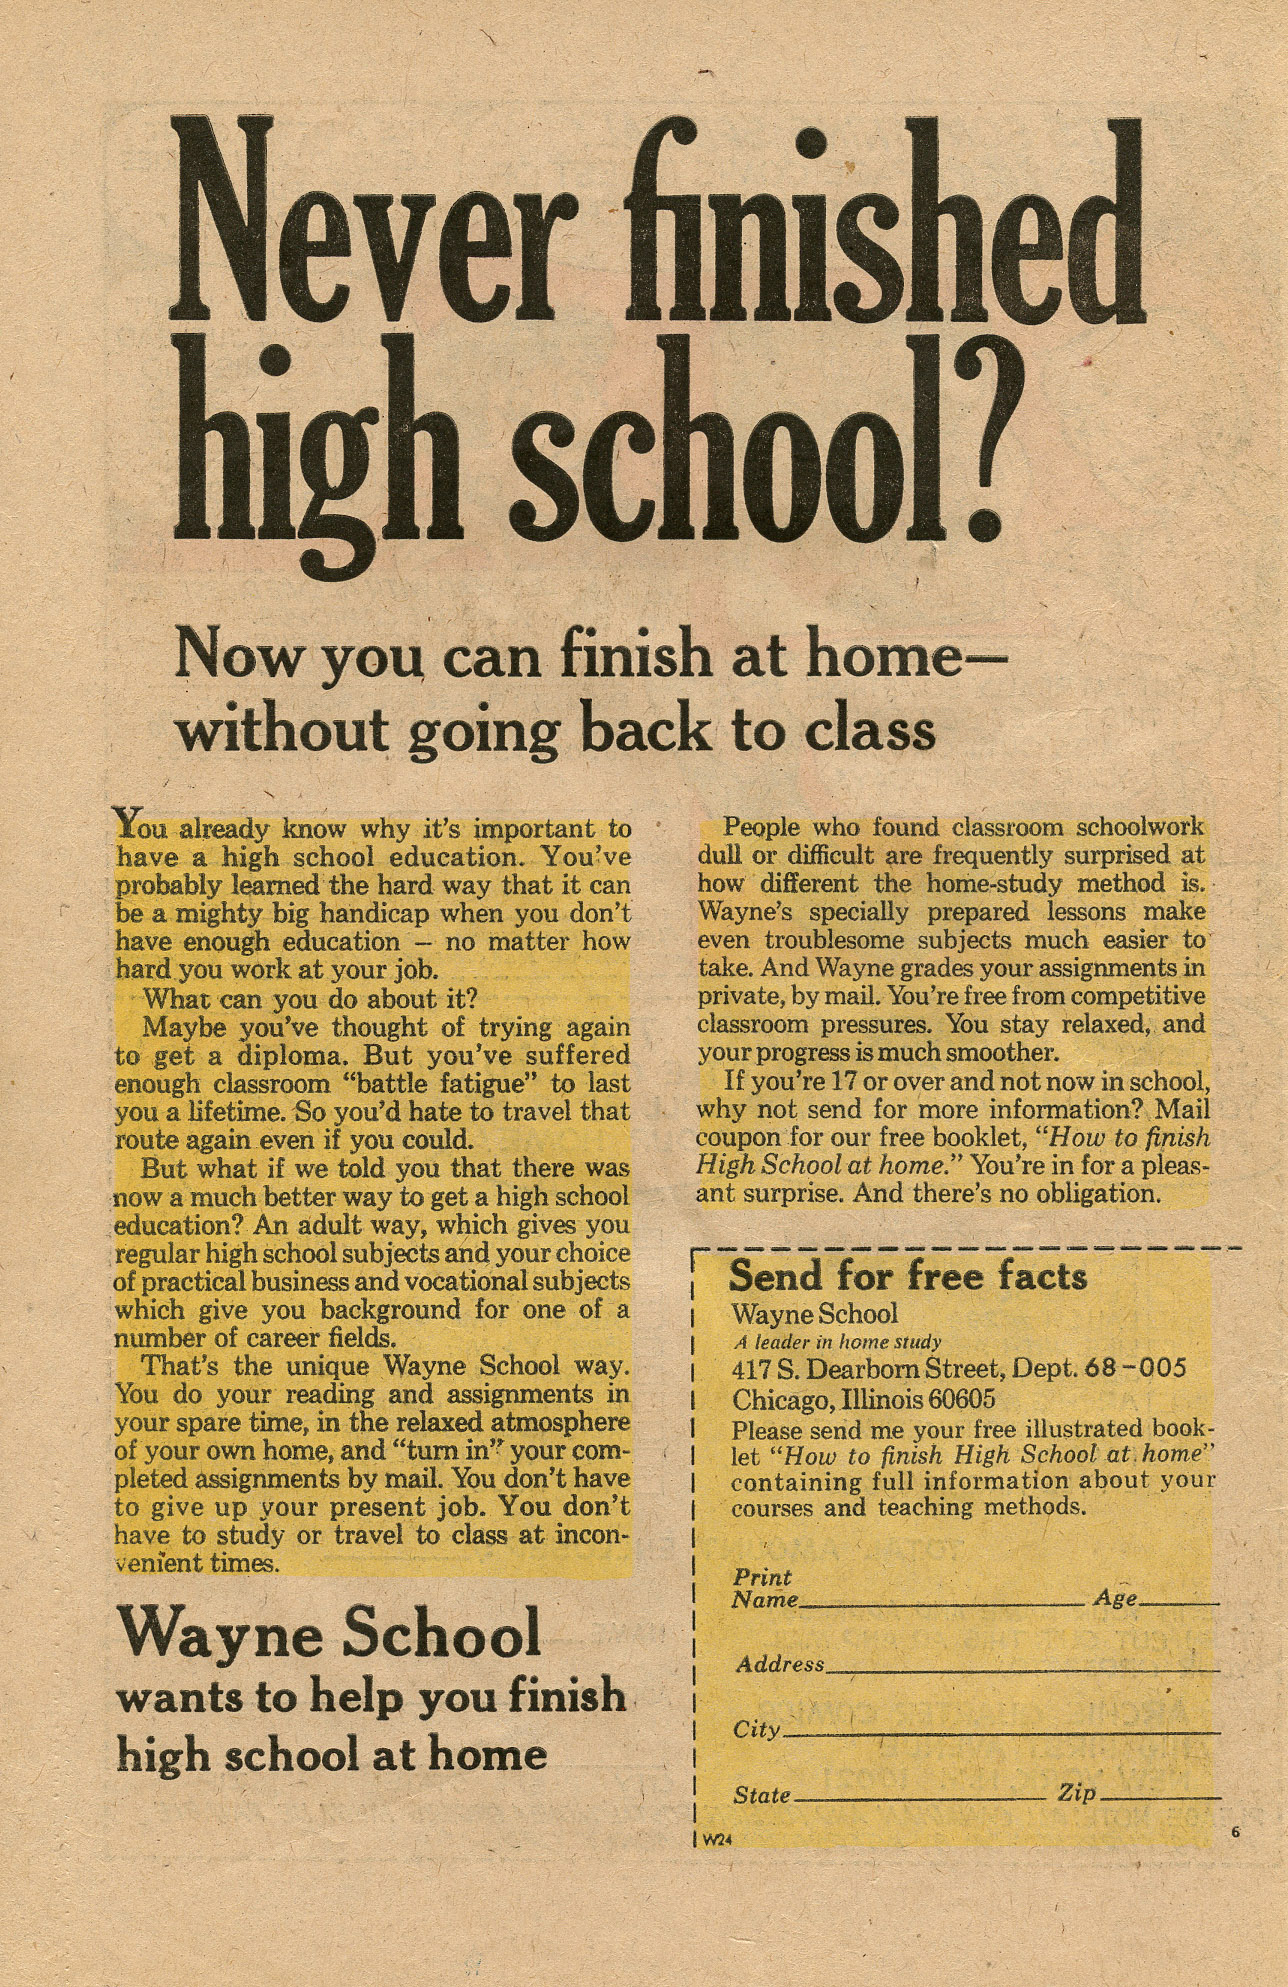 Never finished
high school?
Now you can finish at home—
without going back to class
You already know why it's important to
have a high school education. You've
probably learned the hard way that it can
be a mighty big handicap when you don't
have enough education — no matter how
hard you work at your job.
What can you do about it?
Maybe you've thought of trying again
to get a diploma. But you've suffered
enough classroom “battle fatigue” to last
you a lifetime. So you'd hate to travel that
route again even if you could.
But what if we told you that there was
now a much better way to get a high school
education? An adult way, which gives you
regular high school subjects and your choice
of practical business and vocational subjects
which give you background for one of a
number of career fields.
That's the unique Wayne School way.
You do your reading and assignments in
your spare time, in the relaxed atmosphere
of your own home, and “turn in” your com-
pleted assignments by mail. You don't have
to give up your present job. You don't
have to study or travel to class at incon-
venient times.
Wayne School
wants to help you finish
high school at home
People who found classroom schoolwork
dull or difficult are frequently surprised at
how different the home-study method is.
Wayne's specially prepared lessons make
even troublesome subjects much easier to
take. And Wayne grades your assignments in
private, by mail. You're free from competitive
classroom pressures. You stay relaxed, and
your progress is much smoother.
If you're 17 or over and not now in school,
why not send for more information? Mail
coupon for our free booklet, “How to finish
High School at home.” You're in for a pleas-
ant surprise. And there's no obligation.
Send for free facts
Wayne School
A leader in home study
417 S. Dearborn Street, Dept. 68-005
Chicago, Illinois 60605
Please send me your free illustrated book-
let “How to finish High School at home”
containing full information about your
courses and teaching methods.
Print
Name Age
Address
City
State Zip
W24
6